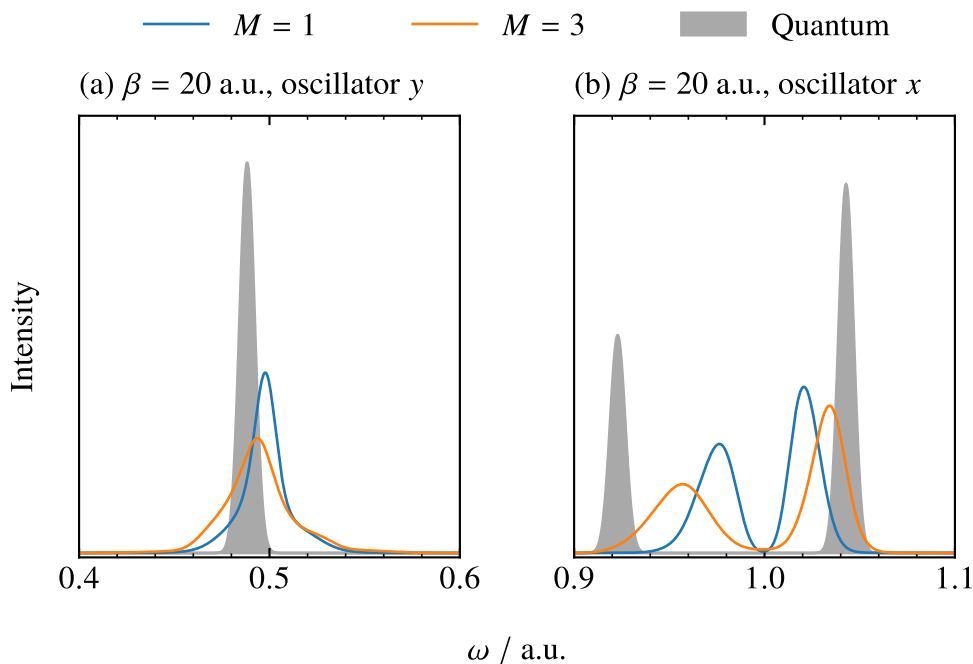 M = 1
M = 3
Quantum
(a) β = 20 a.u., oscillator y
(b) β = 20 a.u., oscillator x
Intensity
0.4
0.5
0.6
0.9
1.0
1.1
ω / a.u.